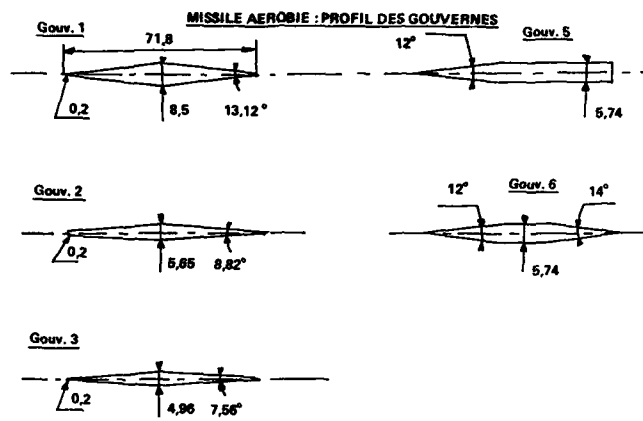 MISSILE AEROBIE : PROFIL DES GOUVERNES
Gouv. 1
71,8
0,2
8,5
13,12°
Gouv. 5
12°
5,74
Gouv. 2
0,2
5,65
8,82°
Gouv. 6
12°
14°
5,74
Gouv. 3
0,2
4,96
7,56°